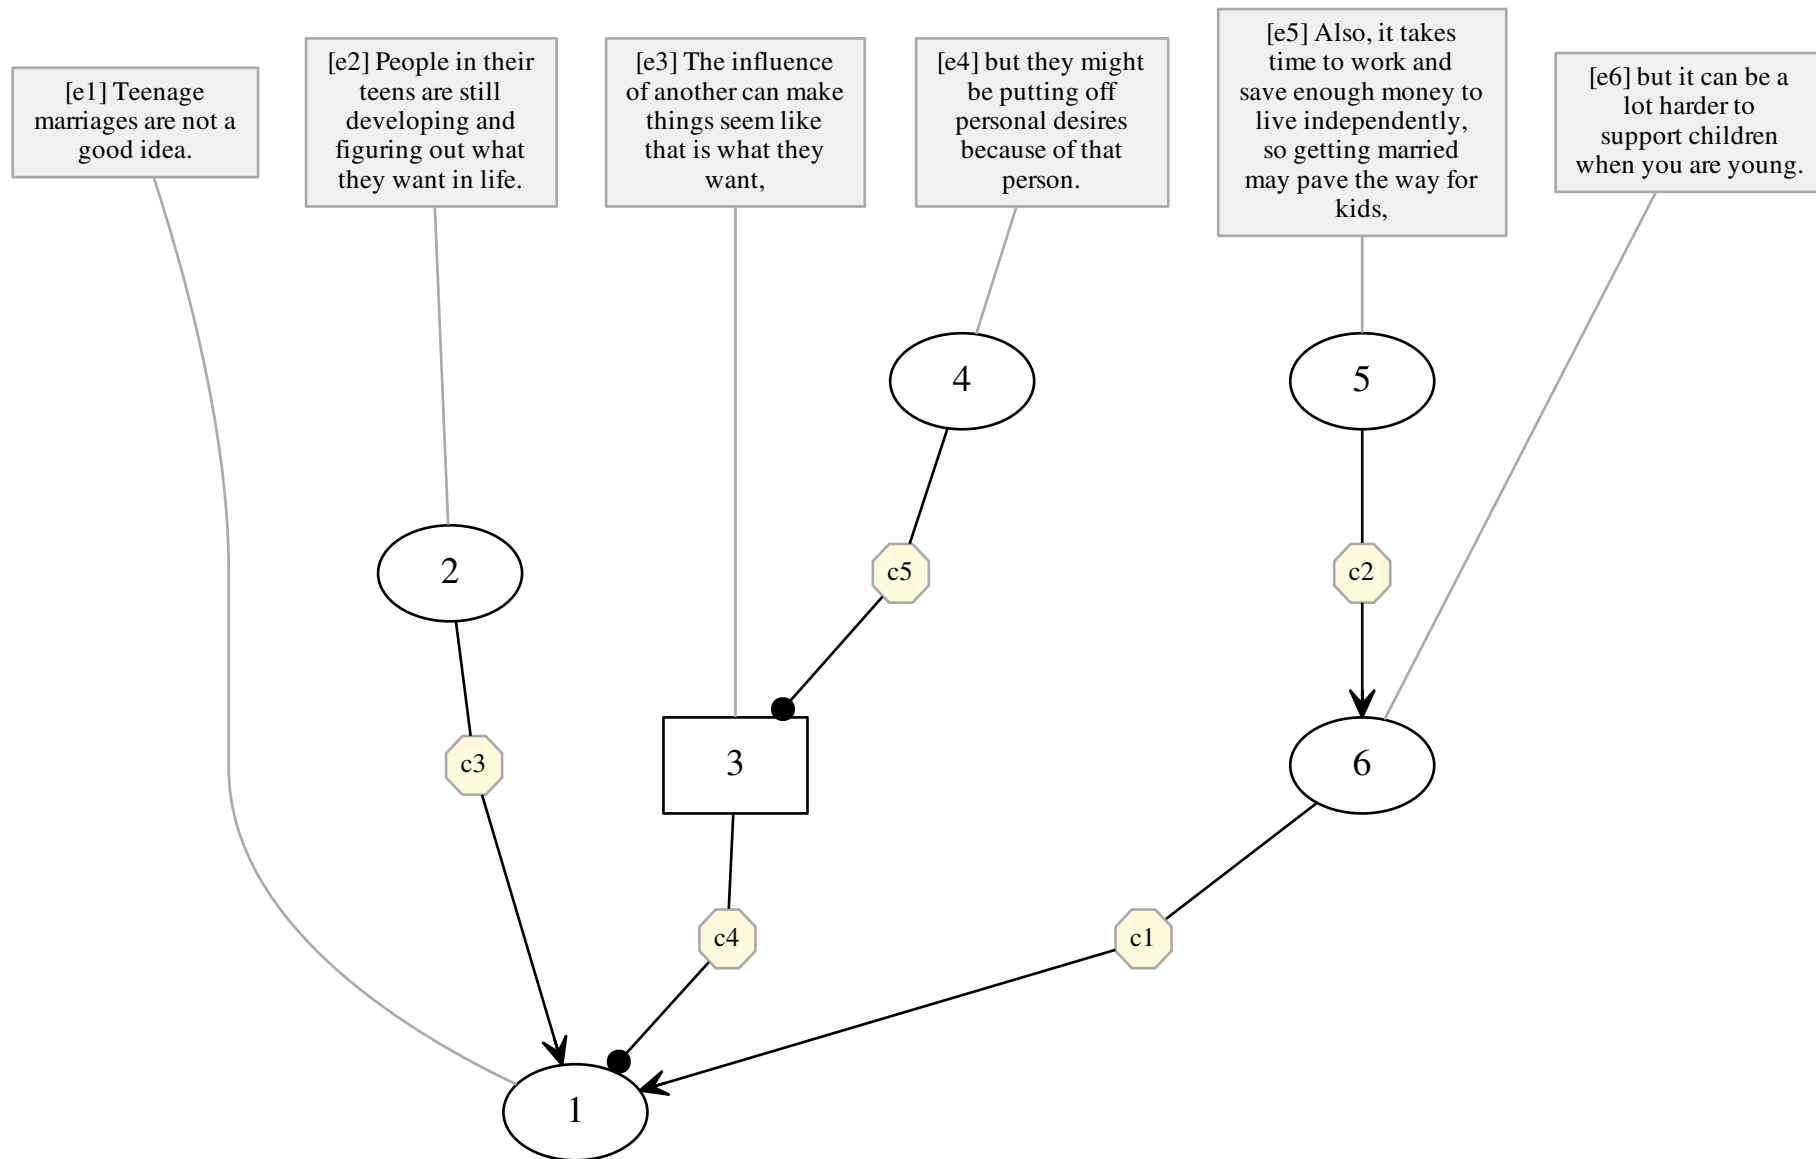 [e1] Teenage
marriages are not a
good idea.
[e2] People in their
teens are still
developing and
figuring out what
they want in life.
[e3] The influence
of another can make
things seem like
that is what they
want,
[e4] but they might
be putting off
personal desires
because of that
person.
[e5] Also, it takes
time to work and
save enough money to
live independently,
so getting married
may pave the way for
kids,
[e6] but it can be a
lot harder to
support children
when you are young.
4
5
2
c5
c2
c3
3
6
c4
c1
1